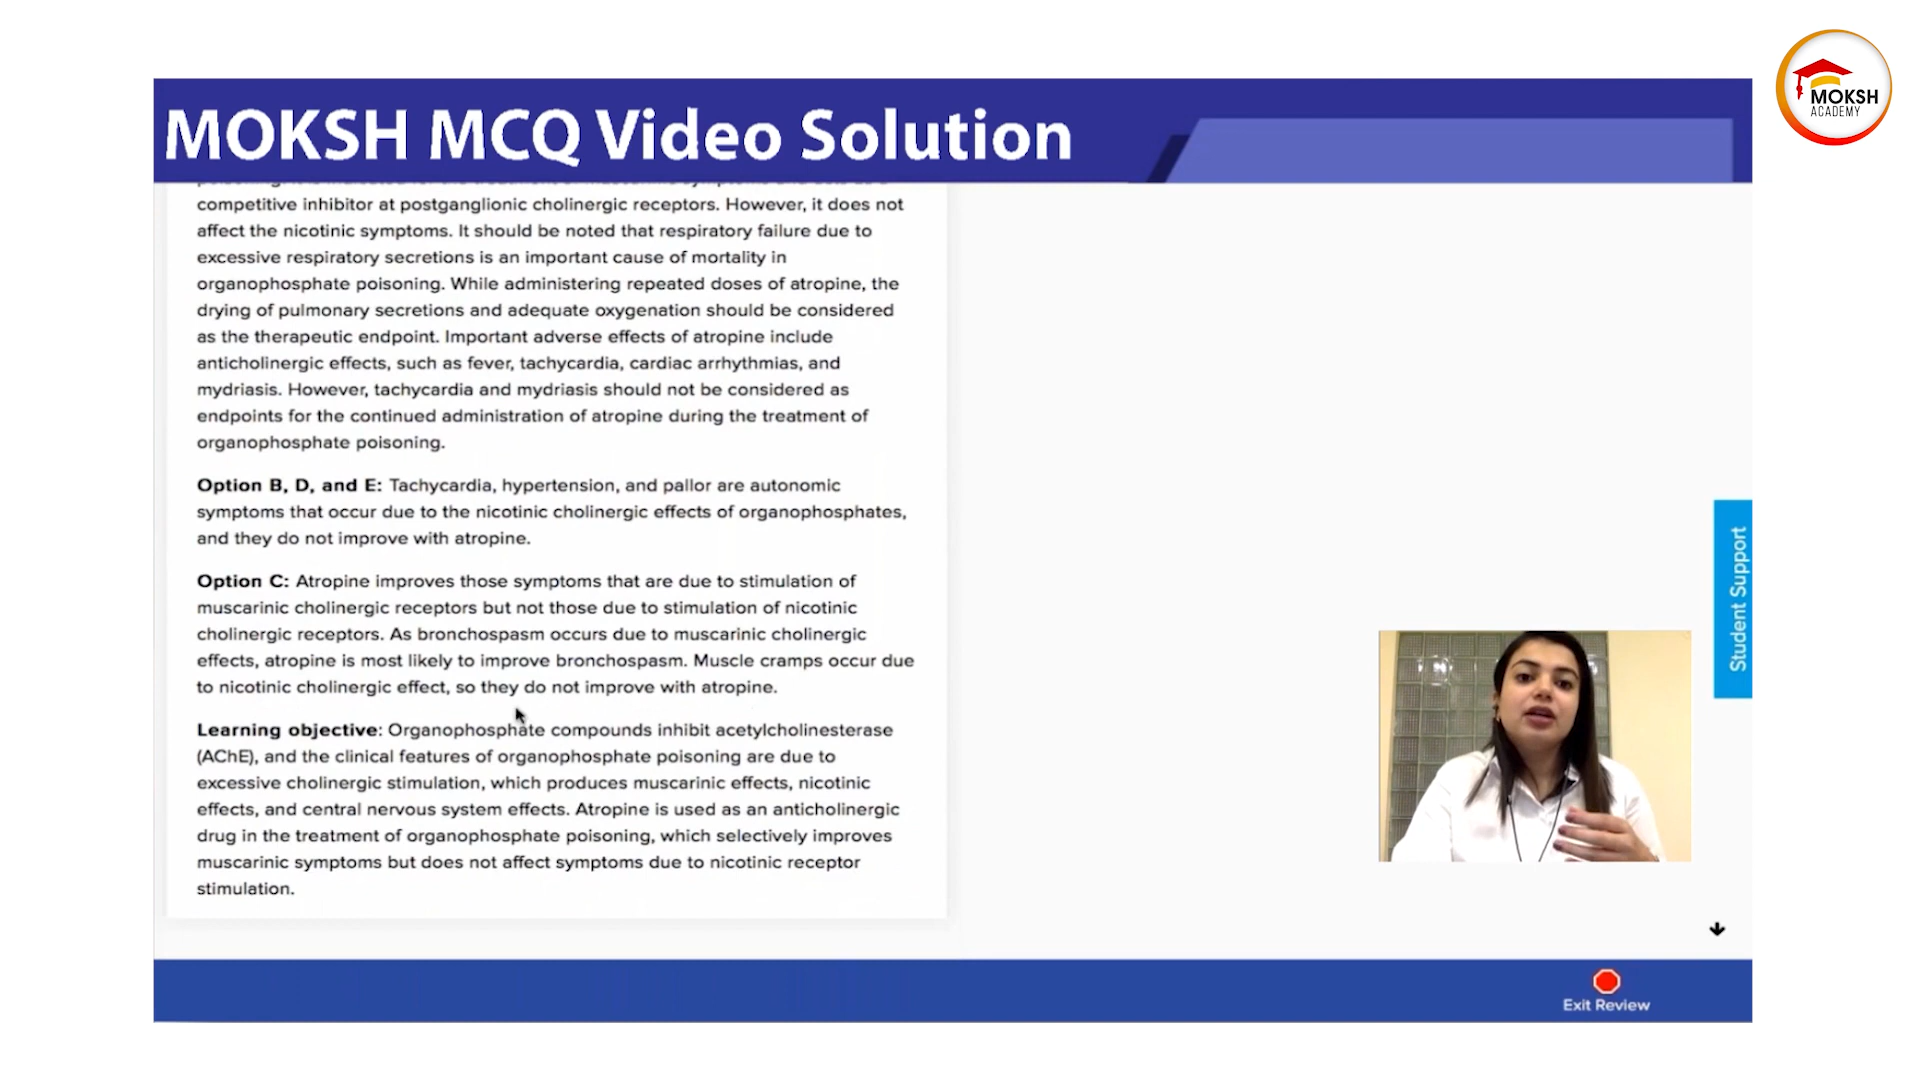 MOKSH
ACADEMY
MOKSH MCQ Video Solution
competitive inhibitor at postganglionic cholinergic receptors. However, it does not
affect the nicotinic symptoms. It should be noted that respiratory failure due to
excessive respiratory secretions is an important cause of mortality in
organophosphate poisoning. While administering repeated doses of atropine, the
drying of pulmonary secretions and adequate oxygenation should be considered
as the therapeutic endpoint. Important adverse effects of atropine include
anticholinergic effects, such as fever, tachycardia, cardiac arrhythmias, and
mydriasis. However, tachycardia and mydriasis should not be considered as
endpoints for the continued administration of atropine during the treatment of
organophosphate poisoning.
Option B, D, and E: Tachycardia, hypertension, and pallor are autonomic
symptoms that occur due to the nicotinic cholinergic effects of organophosphates,
and they do not improve with atropine.
Option C: Atropine improves those symptoms that are due to stimulation of
muscarinic cholinergic receptors but not those due to stimulation of nicotinic
cholinergic receptors. As bronchospasm occurs due to muscarinic cholinergic
effects, atropine is most likely to improve bronchospasm. Muscle cramps occur due
to nicotinic cholinergic effect, so they do not improve with atropine.
Learning objective: Organophosphate compounds inhibit acetylcholinesterase
(AChE), and the clinical features of organophosphate poisoning are due to
excessive cholinergic stimulation, which produces muscarinic effects, nicotinic
effects, and central nervous system effects. Atropine is used as an anticholinergic
drug in the treatment of organophosphate poisoning, which selectively improves
muscarinic symptoms but does not affect symptoms due to nicotinic receptor
stimulation.
Student Support
Exit Review